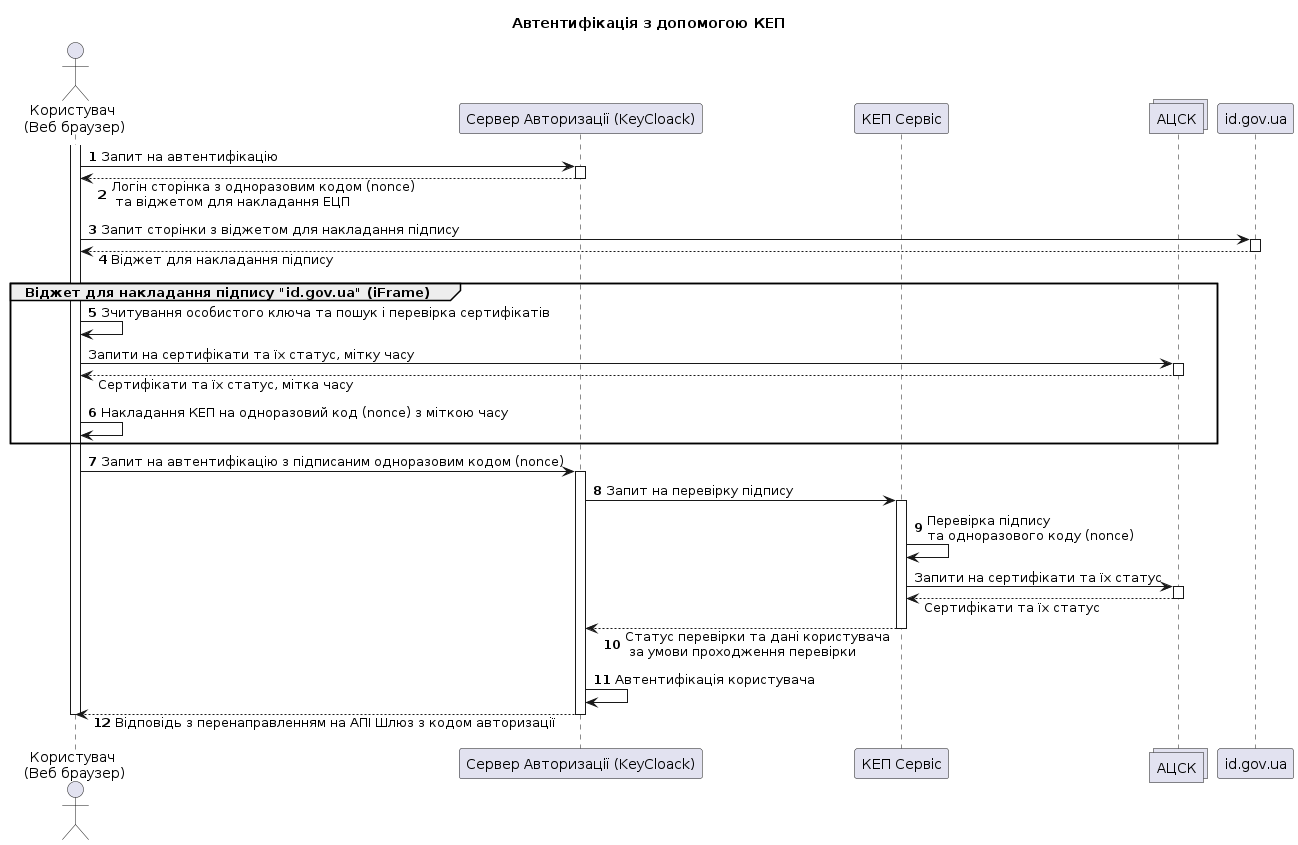 Автентифікація з допомогою КЕП
Користувач
(Веб браузер)
Сервер Авторизації (KeyCloack)
КЕП Сервіс
АЦСК
id.gov.ua
1 Запит на автентифікацію
2 Логін сторінка з одноразовим кодом (nonce)
та віджетом для накладання ЕЦП
3 Запит сторінки з віджетом для накладання підпису
4 Віджет для накладання підпису
Віджет для накладання підпису "id.gov.ua" (iFrame)
5 Зчитування особистого ключа та пошук і перевірка сертифікатів
Запити на сертифікати та їх статус, мітку часу
Сертифікати та їх статус, мітка часу
6 Накладання КЕП на одноразовий код (nonce) з міткою часу
7 Запит на автентифікацію з підписаним одноразовим кодом (nonce)
8 Запит на перевірку підпису
9 Перевірка підпису
та одноразового коду (nonce)
Запити на сертифікати та їх статус
Сертифікати та їх статус
10 Статус перевірки та дані користувача
за умови проходження перевірки
11 Автентифікація користувача
12 Відповідь з перенаправленням на АПІ Шлюз з кодом авторизації
Користувач
(Веб браузер)
Сервер Авторизації (KeyCloack)
КЕП Сервіс
АЦСК
id.gov.ua